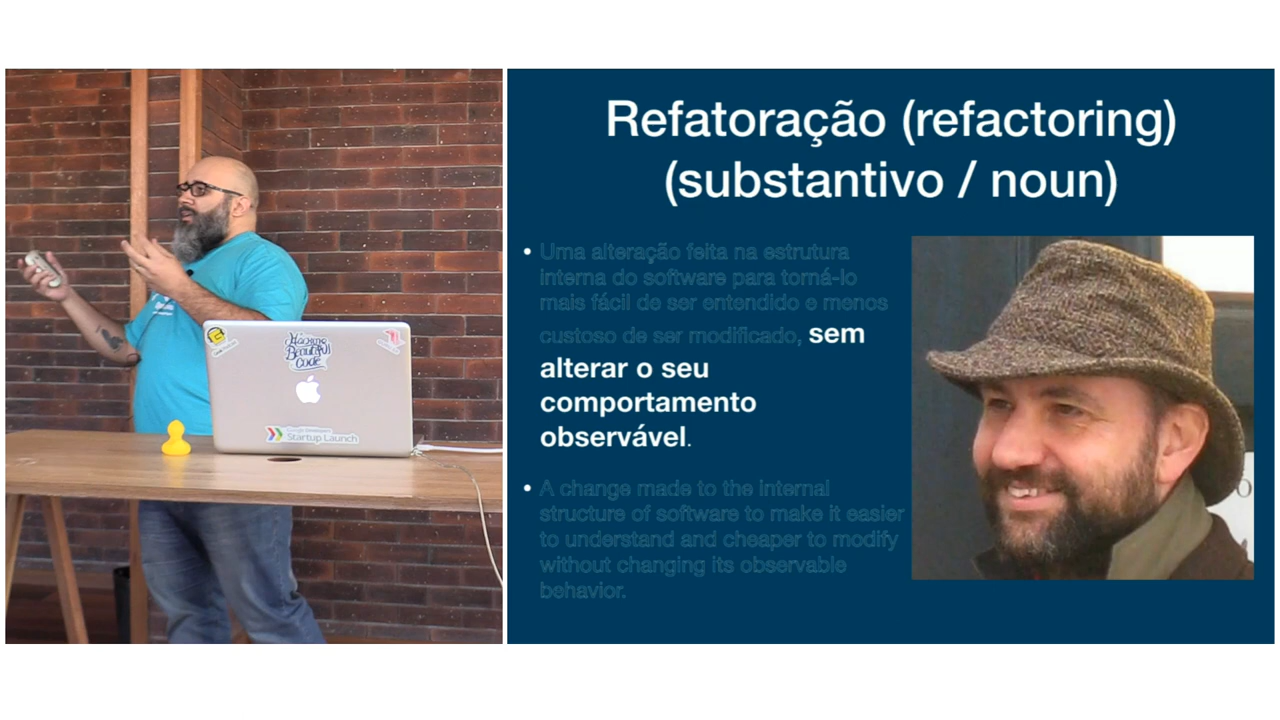 Refatoração (refactoring)
(substantivo / noun)
• Uma alteração feita na estrutura
interna do software para torná-lo
mais fácil de ser entendido e menos
custoso de ser modificado, sem
alterar o seu
comportamento
observável.
• A change made to the internal
structure of software to make it easier
to understand and cheaper to modify
without changing its observable
behavior.
Making
Beautiful
Code
Google Developers
Startup Launch